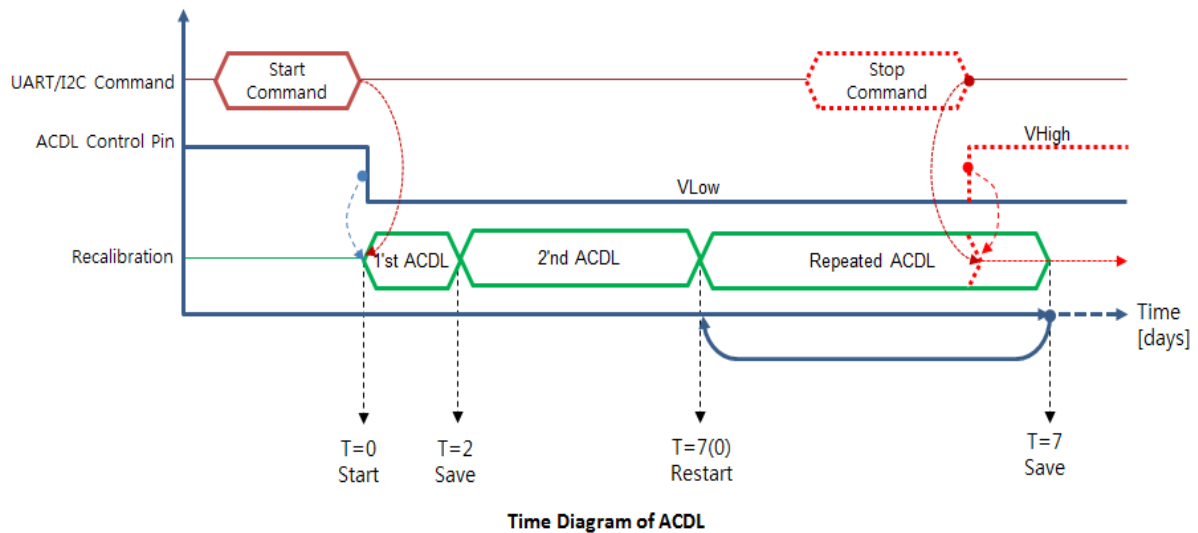 Start
Command
Stop
Command
UART/I2C Command
ACDL Control Pin
VHigh
VLow
Recalibration
1'st ACDL
2'nd ACDL
Repeated ACDL
Time
[days]
T=0
Start
T=2
Save
T=7(0)
Restart
T=7
Save
Time Diagram of ACDL